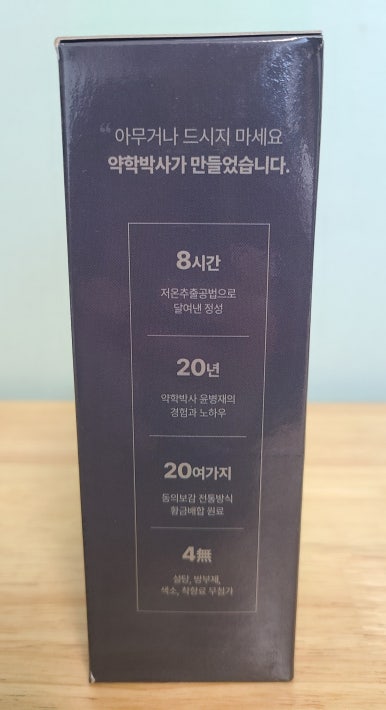 “ 아무거나 드시지 마세요
약학박사가 만들었습니다.
8시간
저온추출공법으로
달여낸 정성
20년
약학박사 윤병재의
경험과 노하우
20여가지
동의보감 전통방식
황금배합 원료
4無
설탕, 방부제,
색소, 착향료 무첨가